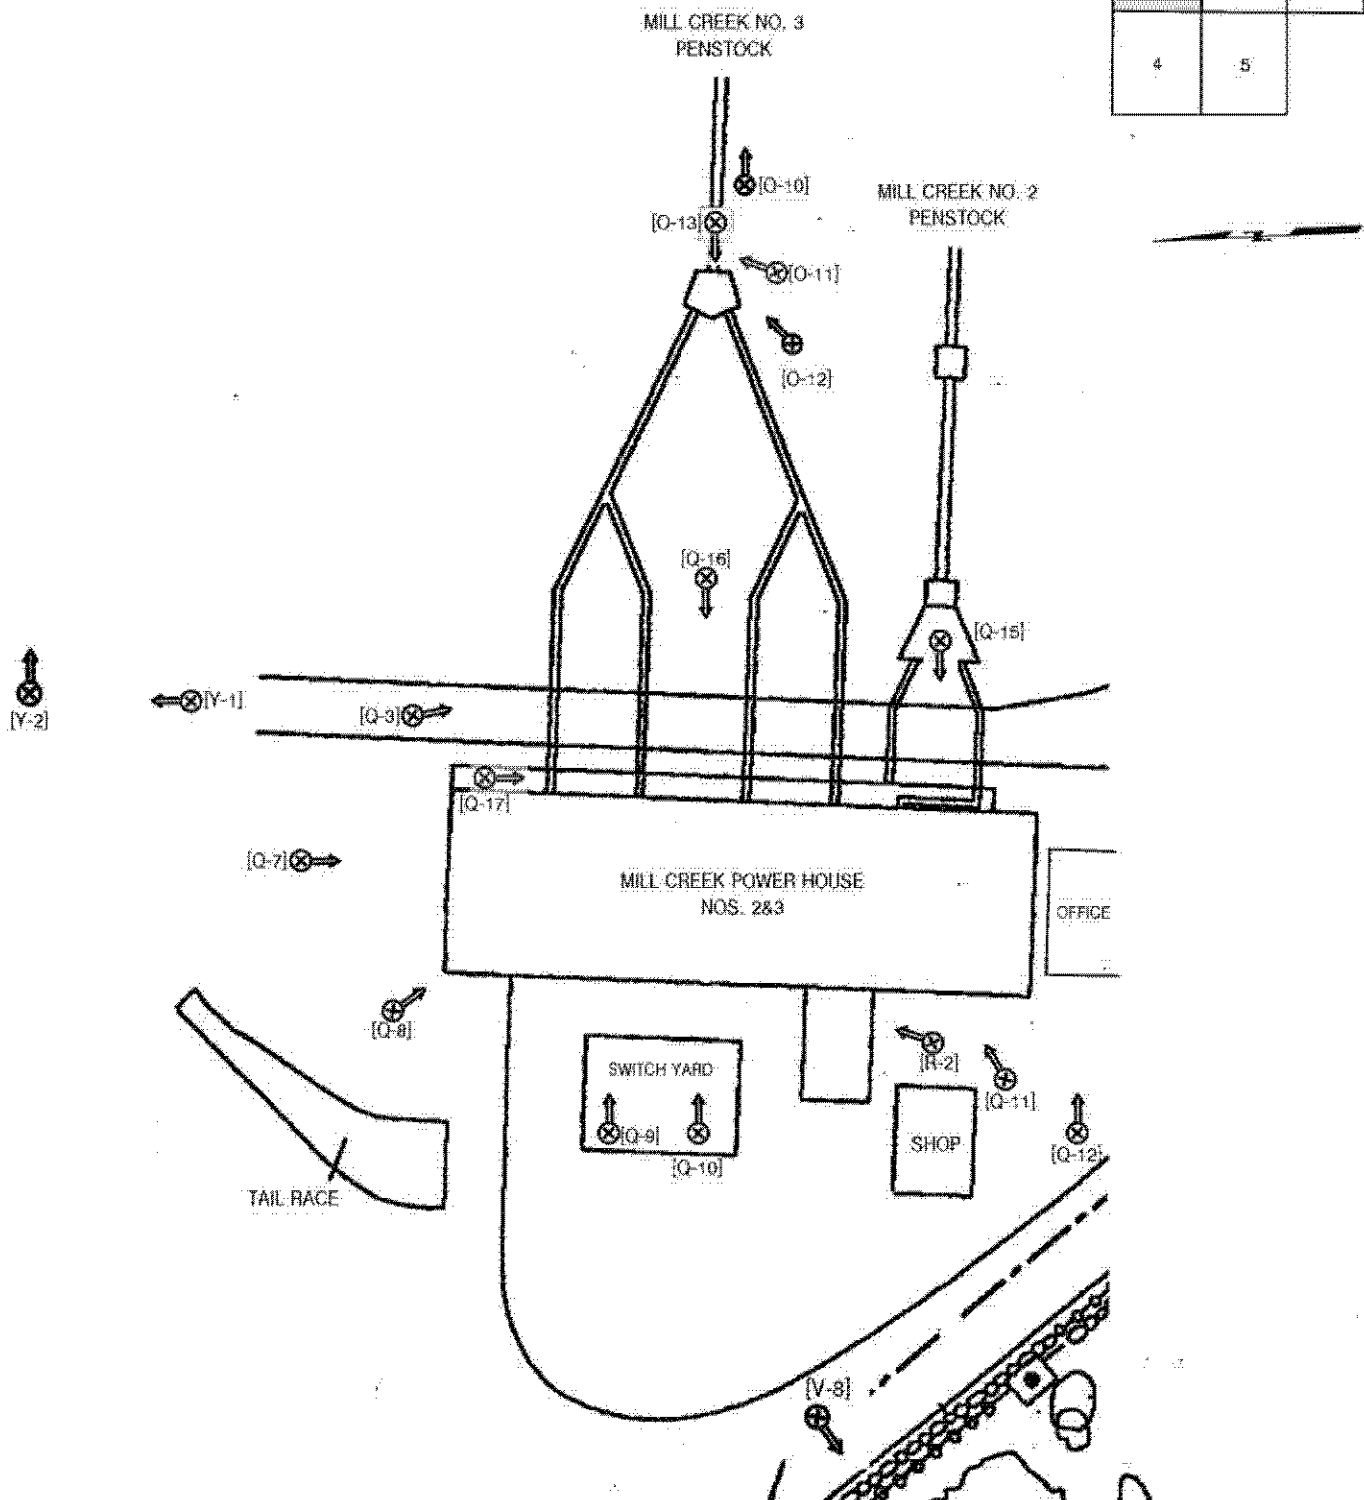 MILL CREEK NO. 3
PENSTOCK
4
5
[O-10]
MILL CREEK NO. 2
PENSTOCK
[O-13]
[O-11]
[O-12]
[Q-16]
[Q-15]
[Y-2]
[Y-1]
[Q-3]
[Q-17]
[Q-7]
MILL CREEK POWER HOUSE
NOS. 2&3
OFFICE
[Q-8]
SWITCH YARD
[R-2]
[Q-11]
[Q-9]
[Q-10]
SHOP
[Q-12]
TAIL RACE
[V-8]